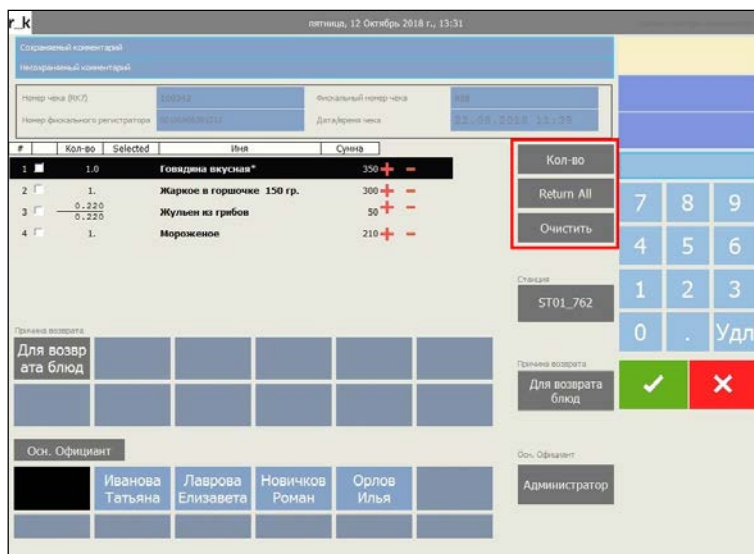 r_k
пятница, 12 Октябрь 2018 г., 13:31
Сохраняемый комментарий
Несохраняемый комментарий
Номер чека (RK7)
Фискальный номер чека
Номер фискального регистратора
Дата/время чека
# Кол-во Selected Имя Сумма
1 1.0 Говядина вкусная* 350 + −
2 1. Жаркое в горшочке 150 гр. 300 + −
3 0.220 0.220 Жульен из грибов 50 + −
4 1. Мороженое 210 + −
Кол-во
Return All
Очистить
7 8 9
4 5 6
1 2 3
0 . Удл
Станция
ST01_762
Причина возврата
Для возвр
ата блюд
Причина возврата
Для возврата
блюд
Осн. Официант
Иванова
Татьяна
Лаврова
Елизавета
Новичков
Роман
Орлов
Илья
Осн. Официант
Администратор